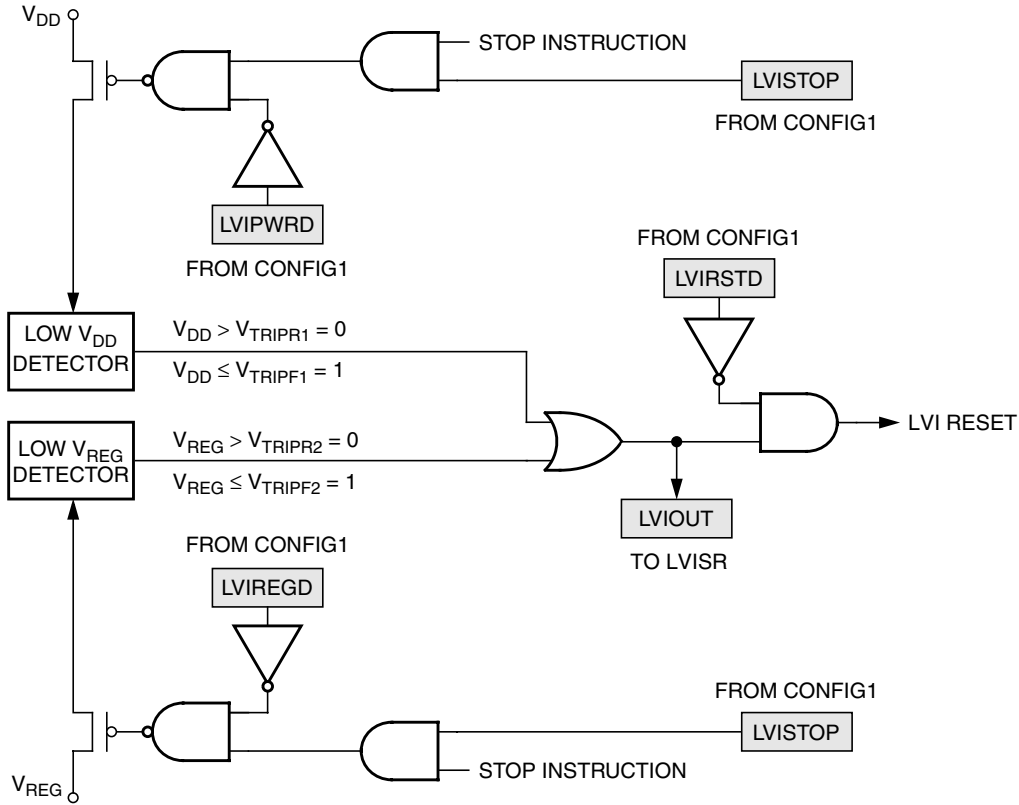 VDD
STOP INSTRUCTION
LVISTOP
FROM CONFIG1
LVIPWRD
FROM CONFIG1
FROM CONFIG1
LVIRSTD
LOW VDD
DETECTOR
VDD > VTRIPR1 = 0
VDD ≤ VTRIPF1 = 1
LVI RESET
LOW VREG
DETECTOR
VREG > VTRIPR2 = 0
VREG ≤ VTRIPF2 = 1
LVIOUT
TO LVISR
FROM CONFIG1
LVIREGD
FROM CONFIG1
LVISTOP
STOP INSTRUCTION
VREG